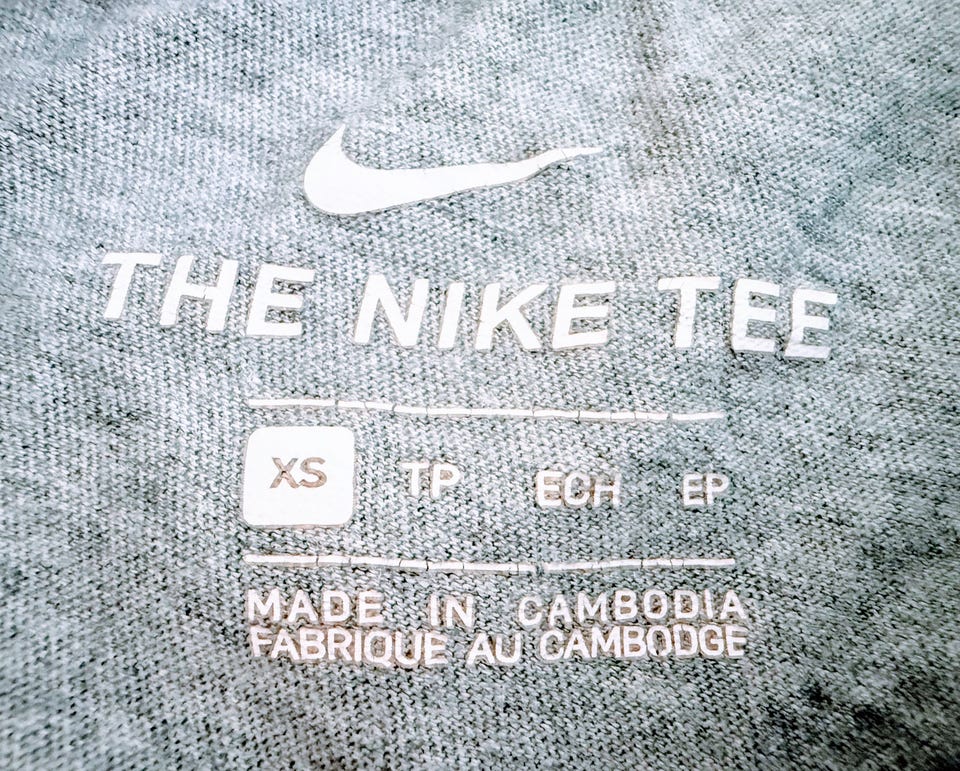 THE NIKE TEE
XS TP ECH EP
MADE IN CAMBODIA
FABRIQUE AU CAMBODGE